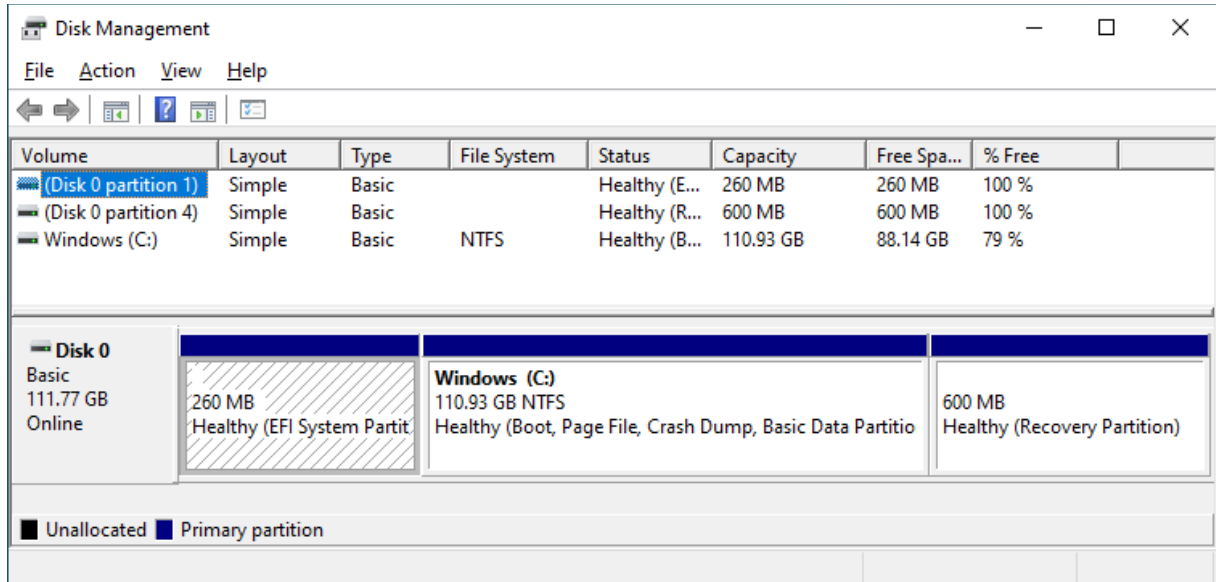 Disk Management
File Action View Help
Volume Layout Type File System Status Capacity Free Spa... % Free
(Disk 0 partition 1) Simple Basic Healthy (E... 260 MB 260 MB 100 %
(Disk 0 partition 4) Simple Basic Healthy (R... 600 MB 600 MB 100 %
Windows (C:) Simple Basic NTFS Healthy (B... 110.93 GB 88.14 GB 79 %
Disk 0
Basic
111.77 GB
Online
260 MB
Healthy (EFI System Partit
Windows (C:)
110.93 GB NTFS
Healthy (Boot, Page File, Crash Dump, Basic Data Partitio
600 MB
Healthy (Recovery Partition)
Unallocated Primary partition